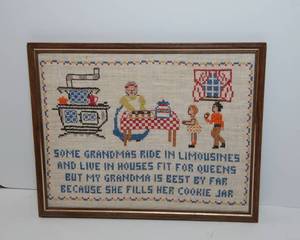 SOME GRANDMAS RIDE IN LIMOUSINES
AND LIVE IN HOUSES FIT FOR QUEENS
BUT MY GRANDMA IS BEST BY FAR
BECAUSE SHE FILLS HER COOKIE JAR